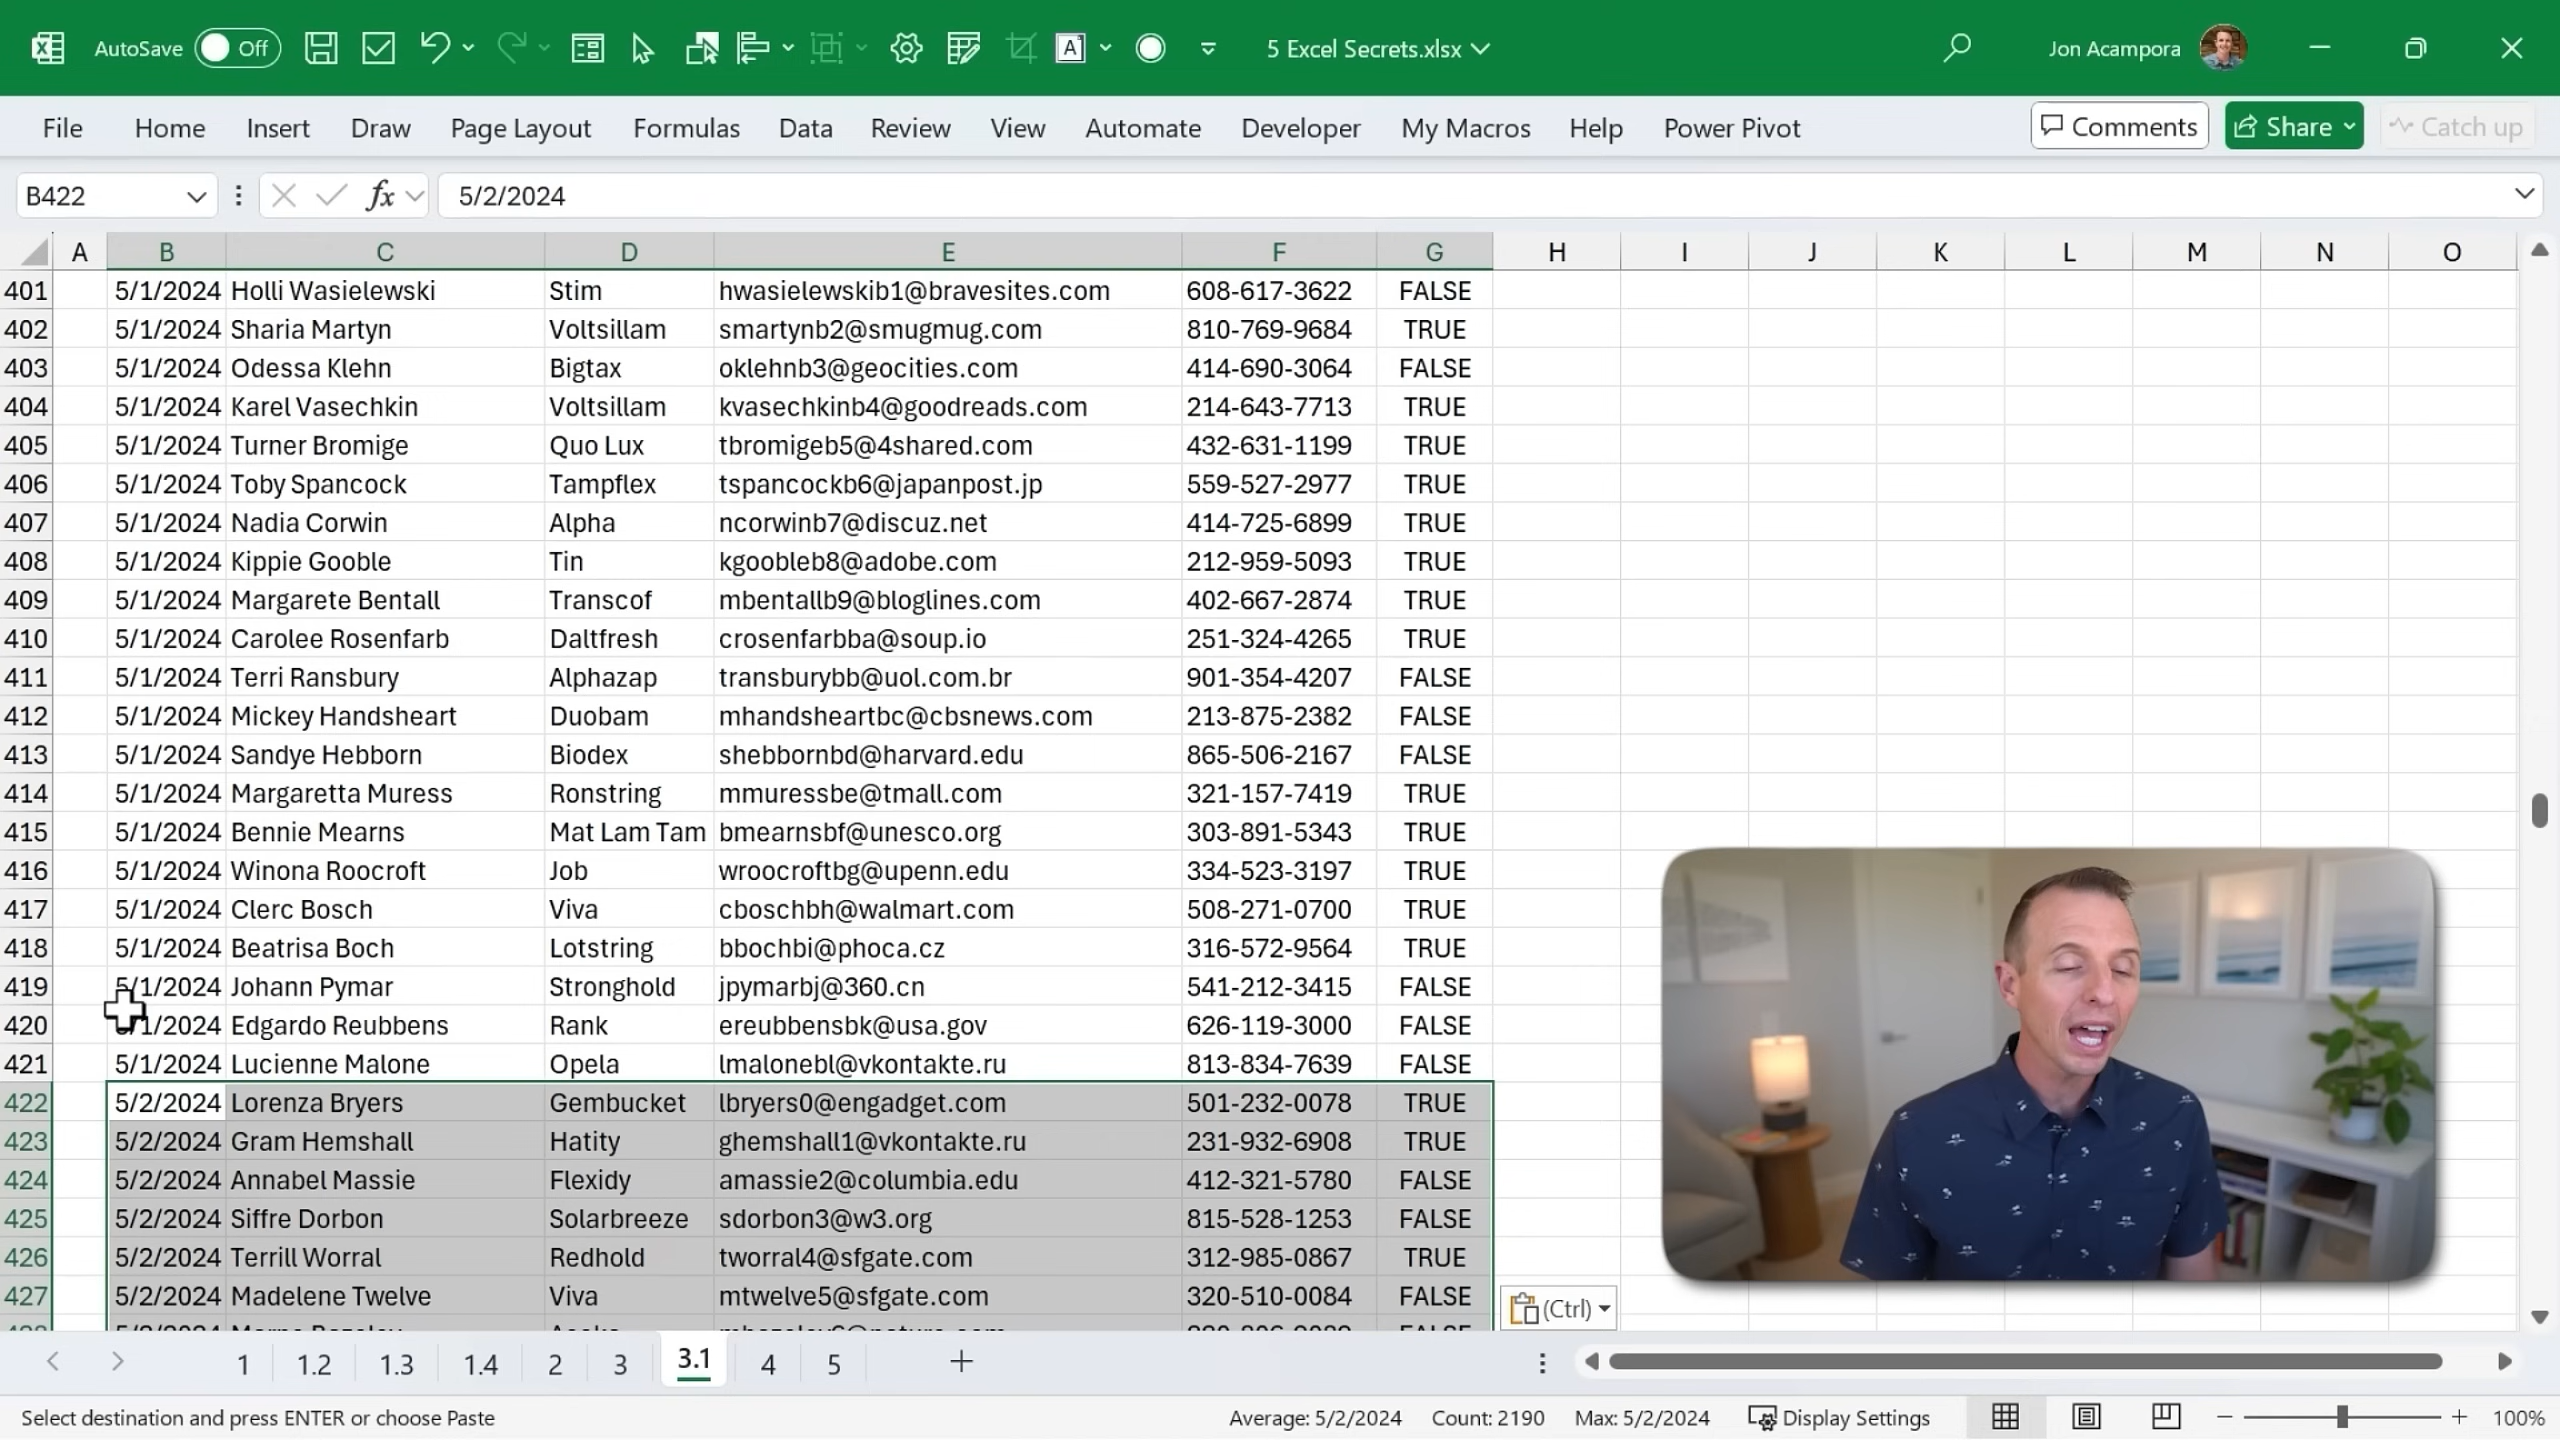 AutoSave Off A 5 Excel Secrets.xlsx Jon Acampora
File Home Insert Draw Page Layout Formulas Data Review View Automate Developer My Macros Help Power Pivot Comments Share Catch up
B422 fx 5/2/2024
A B C D E F G H I J K L M N O
401 5/1/2024 Holli Wasielewski Stim hwasielewskib1@bravesites.com 608-617-3622 FALSE
402 5/1/2024 Sharia Martyn Voltsillam smartynb2@smugmug.com 810-769-9684 TRUE
403 5/1/2024 Odessa Klehn Bigtax oklehnb3@geocities.com 414-690-3064 FALSE
404 5/1/2024 Karel Vasechkin Voltsillam kvasechkinb4@goodreads.com 214-643-7713 TRUE
405 5/1/2024 Turner Bromige Quo Lux tbromigeb5@4shared.com 432-631-1199 TRUE
406 5/1/2024 Toby Spancock Tampflex tspancockb6@japanpost.jp 559-527-2977 TRUE
407 5/1/2024 Nadia Corwin Alpha ncorwinb7@discuz.net 414-725-6899 TRUE
408 5/1/2024 Kippie Gooble Tin kgoobleb8@adobe.com 212-959-5093 TRUE
409 5/1/2024 Margarete Bentall Transcof mbentallb9@bloglines.com 402-667-2874 TRUE
410 5/1/2024 Carolee Rosenfarb Daltfresh crosenfarbba@soup.io 251-324-4265 TRUE
411 5/1/2024 Terri Ransbury Alphazap transburybb@uol.com.br 901-354-4207 FALSE
412 5/1/2024 Mickey Handsheart Duobam mhandsheartbc@cbsnews.com 213-875-2382 FALSE
413 5/1/2024 Sandye Hebborn Biodex shebbornbd@harvard.edu 865-506-2167 FALSE
414 5/1/2024 Margaretta Muress Ronstring mmuressbe@tmall.com 321-157-7419 TRUE
415 5/1/2024 Bennie Mearns Mat Lam Tam bmearnsbf@unesco.org 303-891-5343 TRUE
416 5/1/2024 Winona Roocroft Job wroocroftbg@upenn.edu 334-523-3197 TRUE
417 5/1/2024 Clerc Bosch Viva cboschbh@walmart.com 508-271-0700 TRUE
418 5/1/2024 Beatrisa Boch Lotstring bbochbi@phoca.cz 316-572-9564 TRUE
419 5/1/2024 Johann Pymar Stronghold jpymarbj@360.cn 541-212-3415 FALSE
420 5/1/2024 Edgardo Reubbens Rank ereubbensbk@usa.gov 626-119-3000 FALSE
421 5/1/2024 Lucienne Malone Opela lmalonebl@vkontakte.ru 813-834-7639 FALSE
422 5/2/2024 Lorenza Bryers Gembucket lbryers0@engadget.com 501-232-0078 TRUE
423 5/2/2024 Gram Hemshall Hatity ghemshall1@vkontakte.ru 231-932-6908 TRUE
424 5/2/2024 Annabel Massie Flexidy amassie2@columbia.edu 412-321-5780 FALSE
425 5/2/2024 Siffre Dorbon Solarbreeze sdorbon3@w3.org 815-528-1253 FALSE
426 5/2/2024 Terrill Worral Redhold tworral4@sfgate.com 312-985-0867 TRUE
427 5/2/2024 Madelene Twelve Viva mtwelve5@sfgate.com 320-510-0084 FALSE
(Ctrl)
1 1.2 1.3 1.4 2 3 3.1 4 5
Select destination and press ENTER or choose Paste Average: 5/2/2024 Count: 2190 Max: 5/2/2024 Display Settings 100%